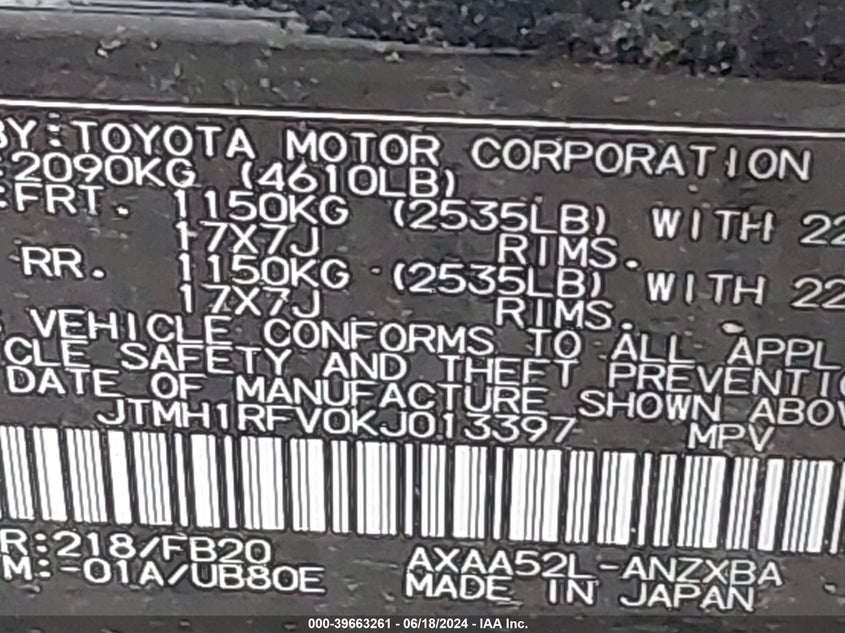 BY:TOYOTA MOTOR CORPORATION
:2090KG (4610LB)
:FRT. 1150KG (2535LB) WITH 22
17X7J RIMS.
RR. 1150KG (2535LB) WITH 22
17X7J RIMS.
VEHICLE CONFORMS TO ALL APPL
CLE SAFETY AND THEFT PREVENTIO
DATE OF MANUFACTURE SHOWN ABOV
JTMH1RFV0KJ013397 MPV
R:218/FB20 AXAA52L-ANZXBA
M:-01A/UB80E MADE IN JAPAN
000-39663261 - 06/18/2024 - IAA Inc.